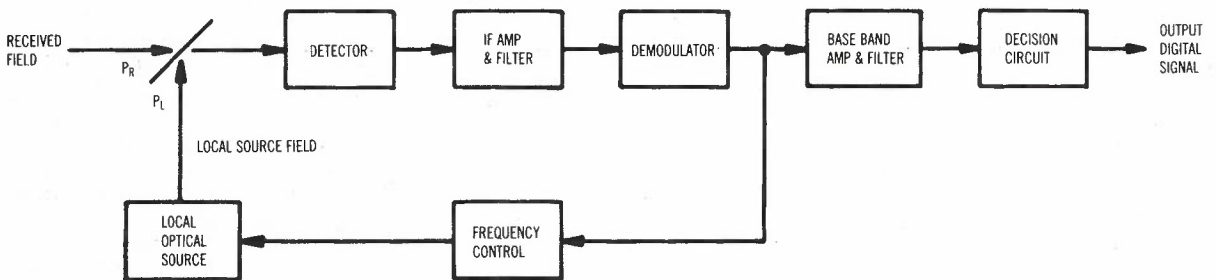 RECEIVED
FIELD
P_R
P_L
DETECTOR
IF AMP
& FILTER
DEMODULATOR
BASE BAND
AMP & FILTER
DECISION
CIRCUIT
OUTPUT
DIGITAL
SIGNAL
LOCAL SOURCE FIELD
LOCAL
OPTICAL
SOURCE
FREQUENCY
CONTROL